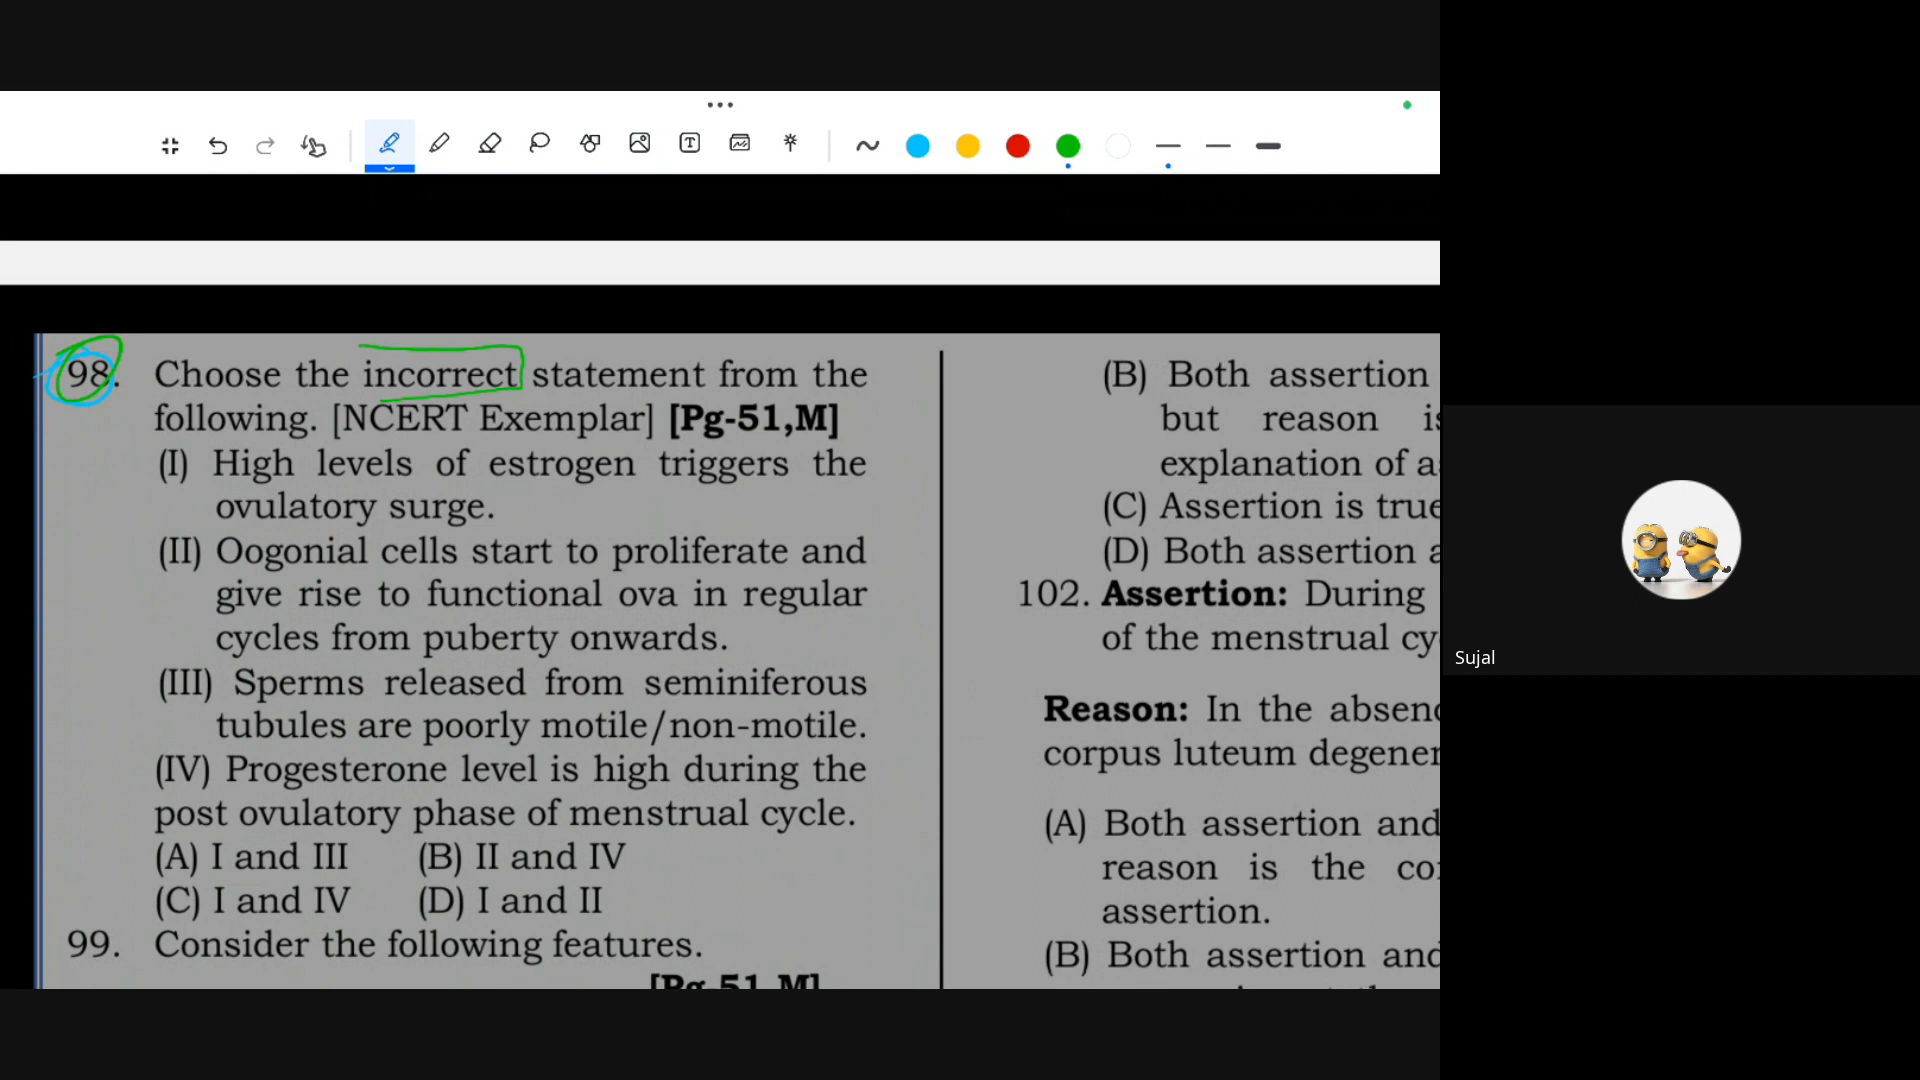 98. Choose the incorrect statement from the
following. [NCERT Exemplar] [Pg-51,M]
(I) High levels of estrogen triggers the
ovulatory surge.
(II) Oogonial cells start to proliferate and
give rise to functional ova in regular
cycles from puberty onwards.
(III) Sperms released from seminiferous
tubules are poorly motile/non-motile.
(IV) Progesterone level is high during the
post ovulatory phase of menstrual cycle.
(A) I and III (B) II and IV
(C) I and IV (D) I and II
99. Consider the following features.
[Pg-51,M]
(B) Both assertion
but reason
explanation of
(C) Assertion is true
(D) Both assertion
102. Assertion: During
of the menstrual
Reason: In the
corpus luteum
(A) Both assertion and
reason is the
assertion.
(B) Both assertion and
Sujal